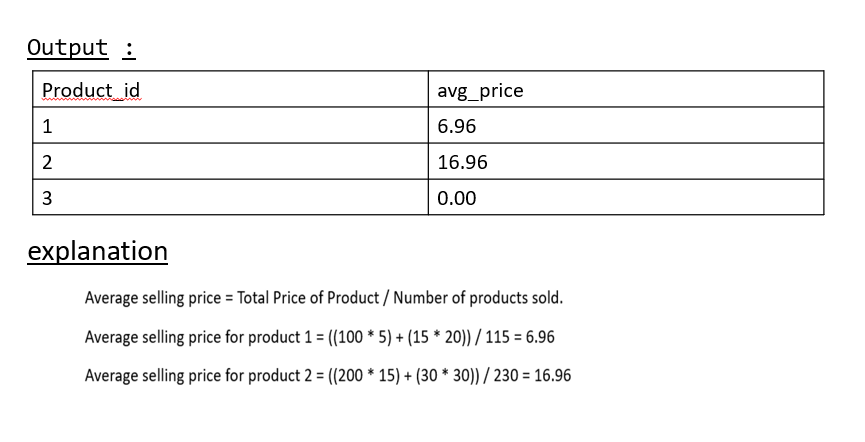 Output :
Product_id avg_price
1 6.96
2 16.96
3 0.00
explanation
Average selling price = Total Price of Product / Number of products sold.
Average selling price for product 1 = ((100 * 5) + (15 * 20)) / 115 = 6.96
Average selling price for product 2 = ((200 * 15) + (30 * 30)) / 230 = 16.96